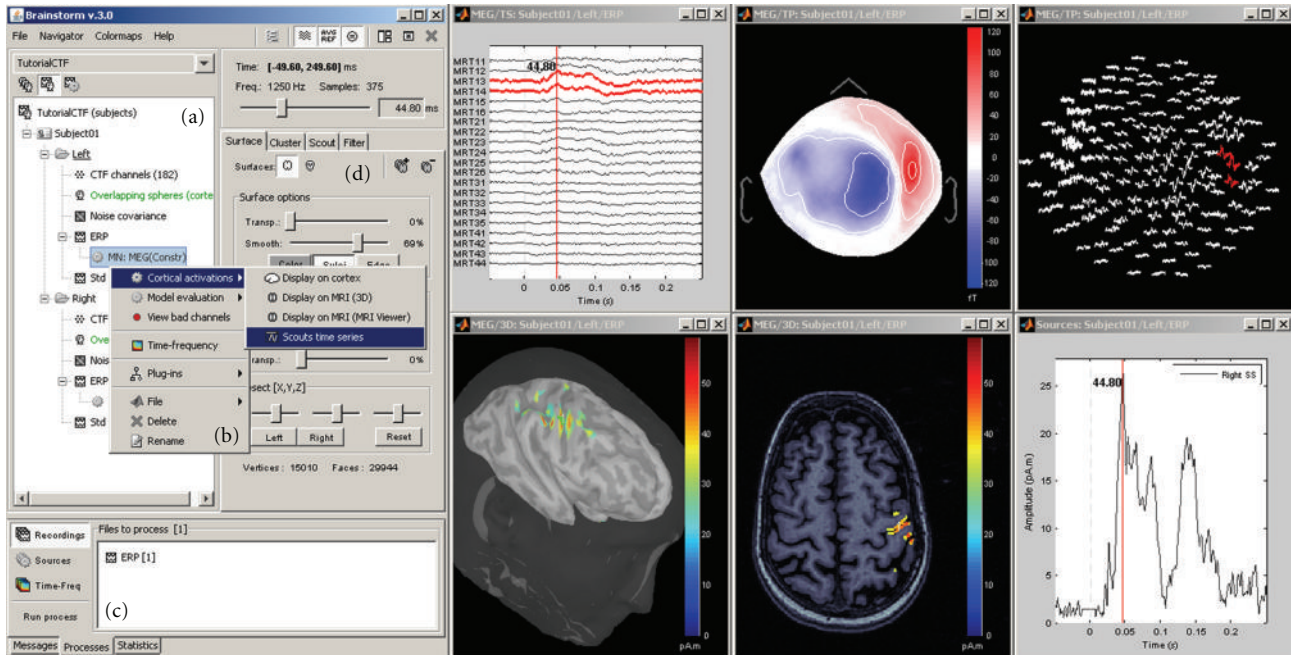 Brainstorm v.3.0
File Navigator Colormaps Help
AVG REF
TutorialCTF
(a)
TutorialCTF (subjects)
Subject01
Left
CTF channels (182)
Overlapping spheres (corte
Noise covariance
ERP
MN: MEG(Constr)
Std
Right
CTF
Ove
Nois
ERP
Std
Cortical activations
Model evaluation
View bad channels
Time-frequency
Plug-ins
File
Delete
Rename
(b)
Display on cortex
Display on MRI (3D)
Display on MRI (MRI Viewer)
Scouts time series
Time: [-49.60, 249.60] ms
Freq.: 1250 Hz Samples: 375
44.80 ms
Surface Cluster Scout Filter
Surfaces:
(d)
Surface options
Transp.: 0%
Smooth: 69%
Color Sulci Edge
ransp.: 0%
esect [X,Y,Z]
Left Right Reset
Vertices : 15010 Faces : 29944
Recordings
Sources
Time-Freq
Run process
Files to process [1]
ERP [1]
(c)
Messages Processes Statistics
MEG/TS: Subject01/Left/ERP
44.80
MRT11
MRT12
MRT13
MRT14
MRT15
MRT16
MRT21
MRT22
MRT23
MRT24
MRT25
MRT26
MRT31
MRT32
MRT33
MRT34
MRT35
MRT41
MRT42
MRT43
MRT44
0 0.05 0.1 0.15 0.2
Time (s)
MEG/TP: Subject01/Left/ERP
120
100
80
60
40
20
0
-20
-40
-60
-80
-100
-120
fT
MEG/TP: Subject01/Left/ERP
MEG/3D: Subject01/Left/ERP
50
40
30
20
10
0
pA.m
MEG/3D: Subject01/Left/ERP
50
40
30
20
10
0
pA.m
Sources: Subject01/Left/ERP
Right SS
44.80
Amplitude (pA.m)
25
20
15
10
5
0
0 0.05 0.1 0.15 0.2
Time (s)